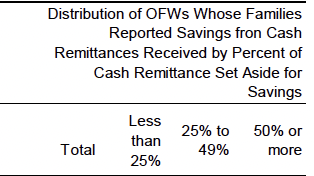 Distribution of OFWs Whose Families
Reported Savings fron Cash
Remittances Received by Percent of
Cash Remittance Set Aside for
Savings
Total
Less
than
25%
25% to
49%
50% or
more